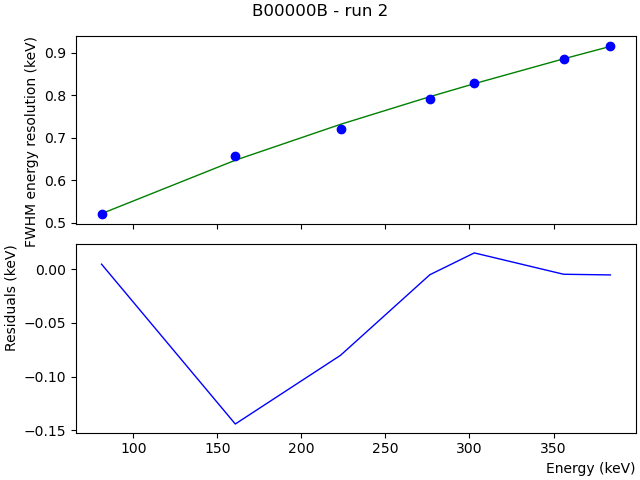 B00000B - run 2
FWHM energy resolution (keV)
0.9
0.8
0.7
0.6
0.5
Residuals (keV)
0.00
−0.05
−0.10
−0.15
100 150 200 250 300 350
Energy (keV)